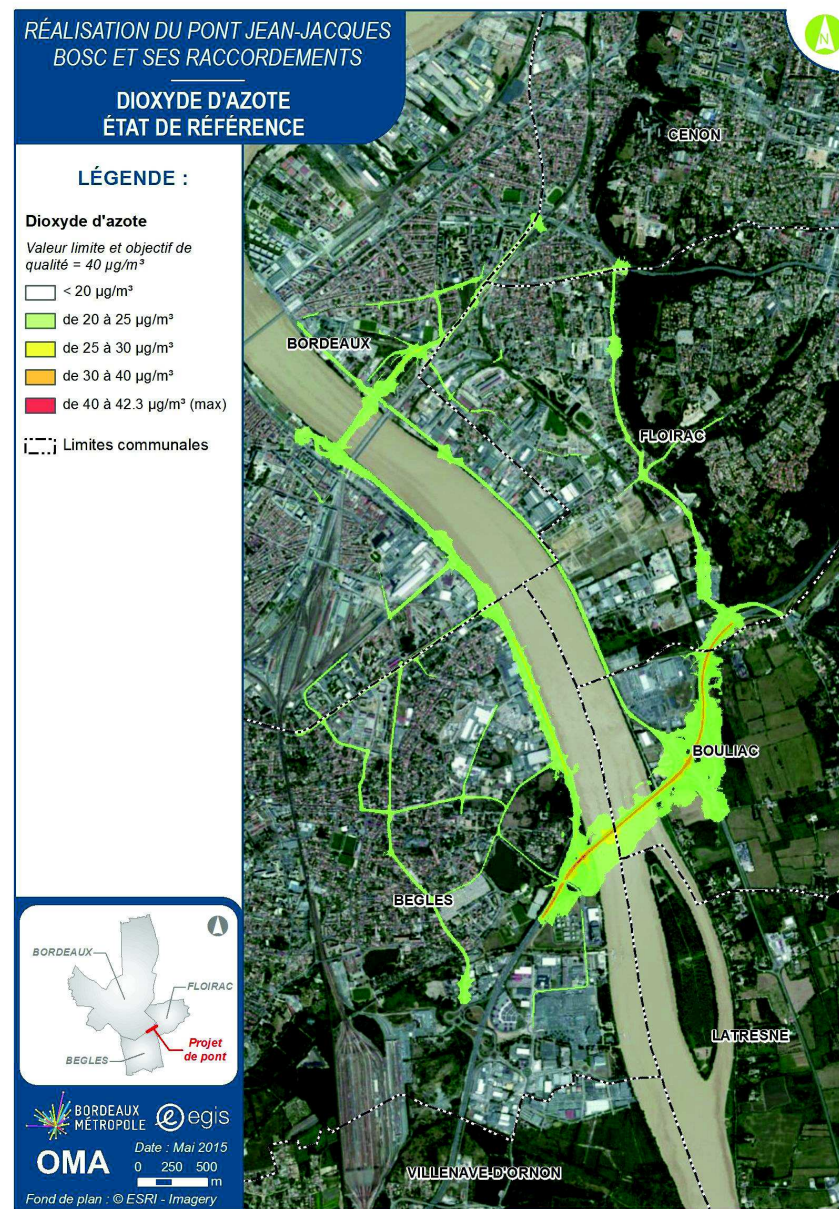 RÉALISATION DU PONT JEAN-JACQUES
BOSC ET SES RACCORDEMENTS
DIOXYDE D'AZOTE
ÉTAT DE RÉFÉRENCE
N
LÉGENDE :
Dioxyde d'azote
Valeur limite et objectif de
qualité = 40 µg/m³
< 20 µg/m³
de 20 à 25 µg/m³
de 25 à 30 µg/m³
de 30 à 40 µg/m³
de 40 à 42.3 µg/m³ (max)
Limites communales
CENON
BORDEAUX
FLOIRAC
BOULIAC
BEGLES
LATRESNE
VILLENAVE-D'ORNON
BORDEAUX
FLOIRAC
Projet
de pont
BEGLES
BORDEAUX
MÉTROPOLE
egis
OMA
Date : Mai 2015
0 250 500
m
Fond de plan : © ESRI - Imagery